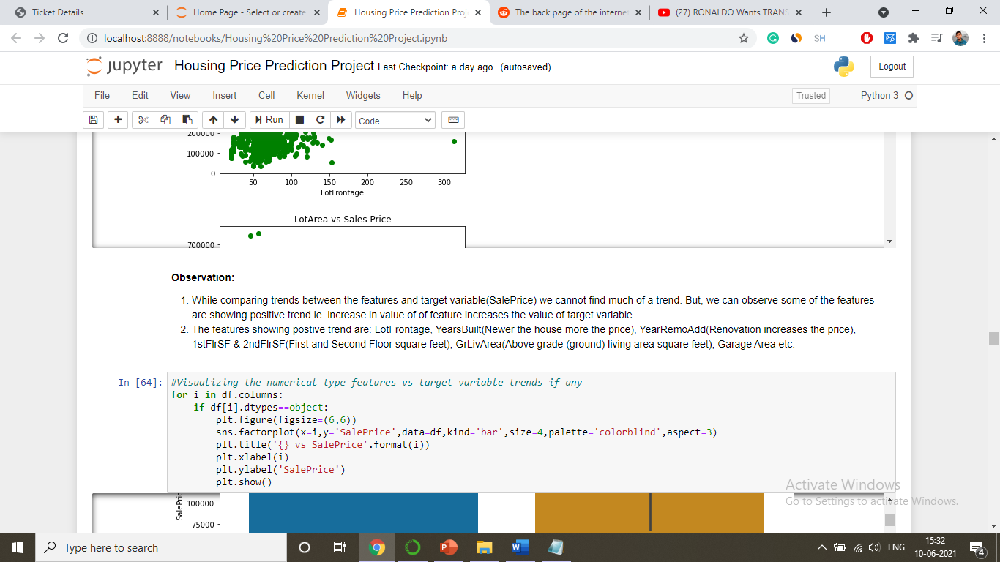 Ticket Details
Home Page - Select or create
Housing Price Prediction Proj
The back page of the internet
(27) RONALDO Wants TRANS
localhost:8888/notebooks/Housing%20Price%20Prediction%20Project.ipynb
SH
jupyter Housing Price Prediction Project Last Checkpoint: a day ago (autosaved)
Logout
File Edit View Insert Cell Kernel Widgets Help
Trusted
Python 3
Run
Code
200000
100000
0
50 100 150 200 250 300
LotFrontage
LotArea vs Sales Price
700000
Observation:
1. While comparing trends between the features and target variable(SalePrice) we cannot find much of a trend. But, we can observe some of the features
are showing positive trend ie. increase in value of of feature increases the value of target variable.
2. The features showing postive trend are: LotFrontage, YearsBuilt(Newer the house more the price), YearRemoAdd(Renovation increases the price),
1stFlrSF & 2ndFlrSF(First and Second Floor square feet), GrLivArea(Above grade (ground) living area square feet), Garage Area etc.
In [64]: #Visualizing the numerical type features vs target variable trends if any
for i in df.columns:
if df[i].dtypes==object:
plt.figure(figsize=(6,6))
sns.factorplot(x=i,y='SalePrice',data=df,kind='bar',size=4,palette='colorblind',aspect=3)
plt.title('{} vs SalePrice'.format(i))
plt.xlabel(i)
plt.ylabel('SalePrice')
plt.show()
Activate Windows
Go to Settings to activate Windows.
SalePric
100000
75000
Type here to search
ENG
15:32
10-06-2021
4